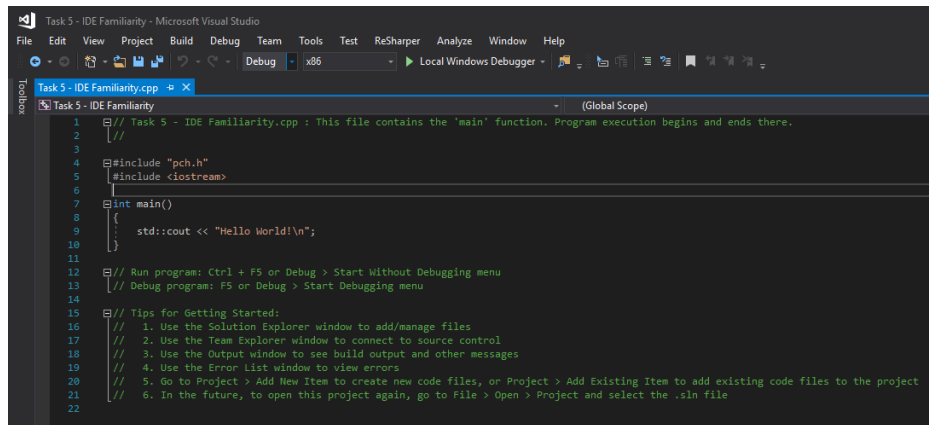 Task 5 - IDE Familiarity - Microsoft Visual Studio
File Edit View Project Build Debug Team Tools Test ReSharper Analyze Window Help
Debug x86 Local Windows Debugger
Toolbox
Task 5 - IDE Familiarity.cpp
Task 5 - IDE Familiarity (Global Scope)
1 // Task 5 - IDE Familiarity.cpp : This file contains the 'main' function. Program execution begins and ends there.
2 //
3
4 #include "pch.h"
5 #include <iostream>
6
7 int main()
8 {
9 std::cout << "Hello World!\n";
10 }
11
12 // Run program: Ctrl + F5 or Debug > Start Without Debugging menu
13 // Debug program: F5 or Debug > Start Debugging menu
14
15 // Tips for Getting Started:
16 // 1. Use the Solution Explorer window to add/manage files
17 // 2. Use the Team Explorer window to connect to source control
18 // 3. Use the Output window to see build output and other messages
19 // 4. Use the Error List window to view errors
20 // 5. Go to Project > Add New Item to create new code files, or Project > Add Existing Item to add existing code files to the project
21 // 6. In the future, to open this project again, go to File > Open > Project and select the .sln file
22